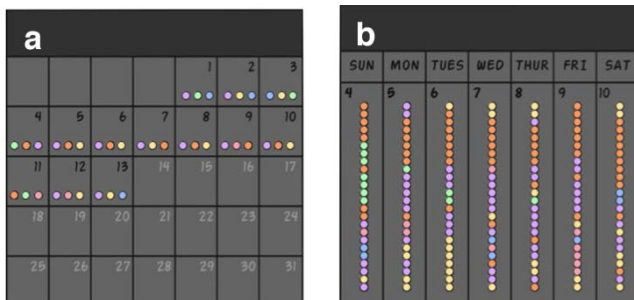 a
1 2 3
4 5 6 7 8 9 10
11 12 13 14 15 16 17
18 19 20 21 22 23 24
25 26 27 28 29 30 31
b
SUN MON TUES WED THUR FRI SAT
4 5 6 7 8 9 10